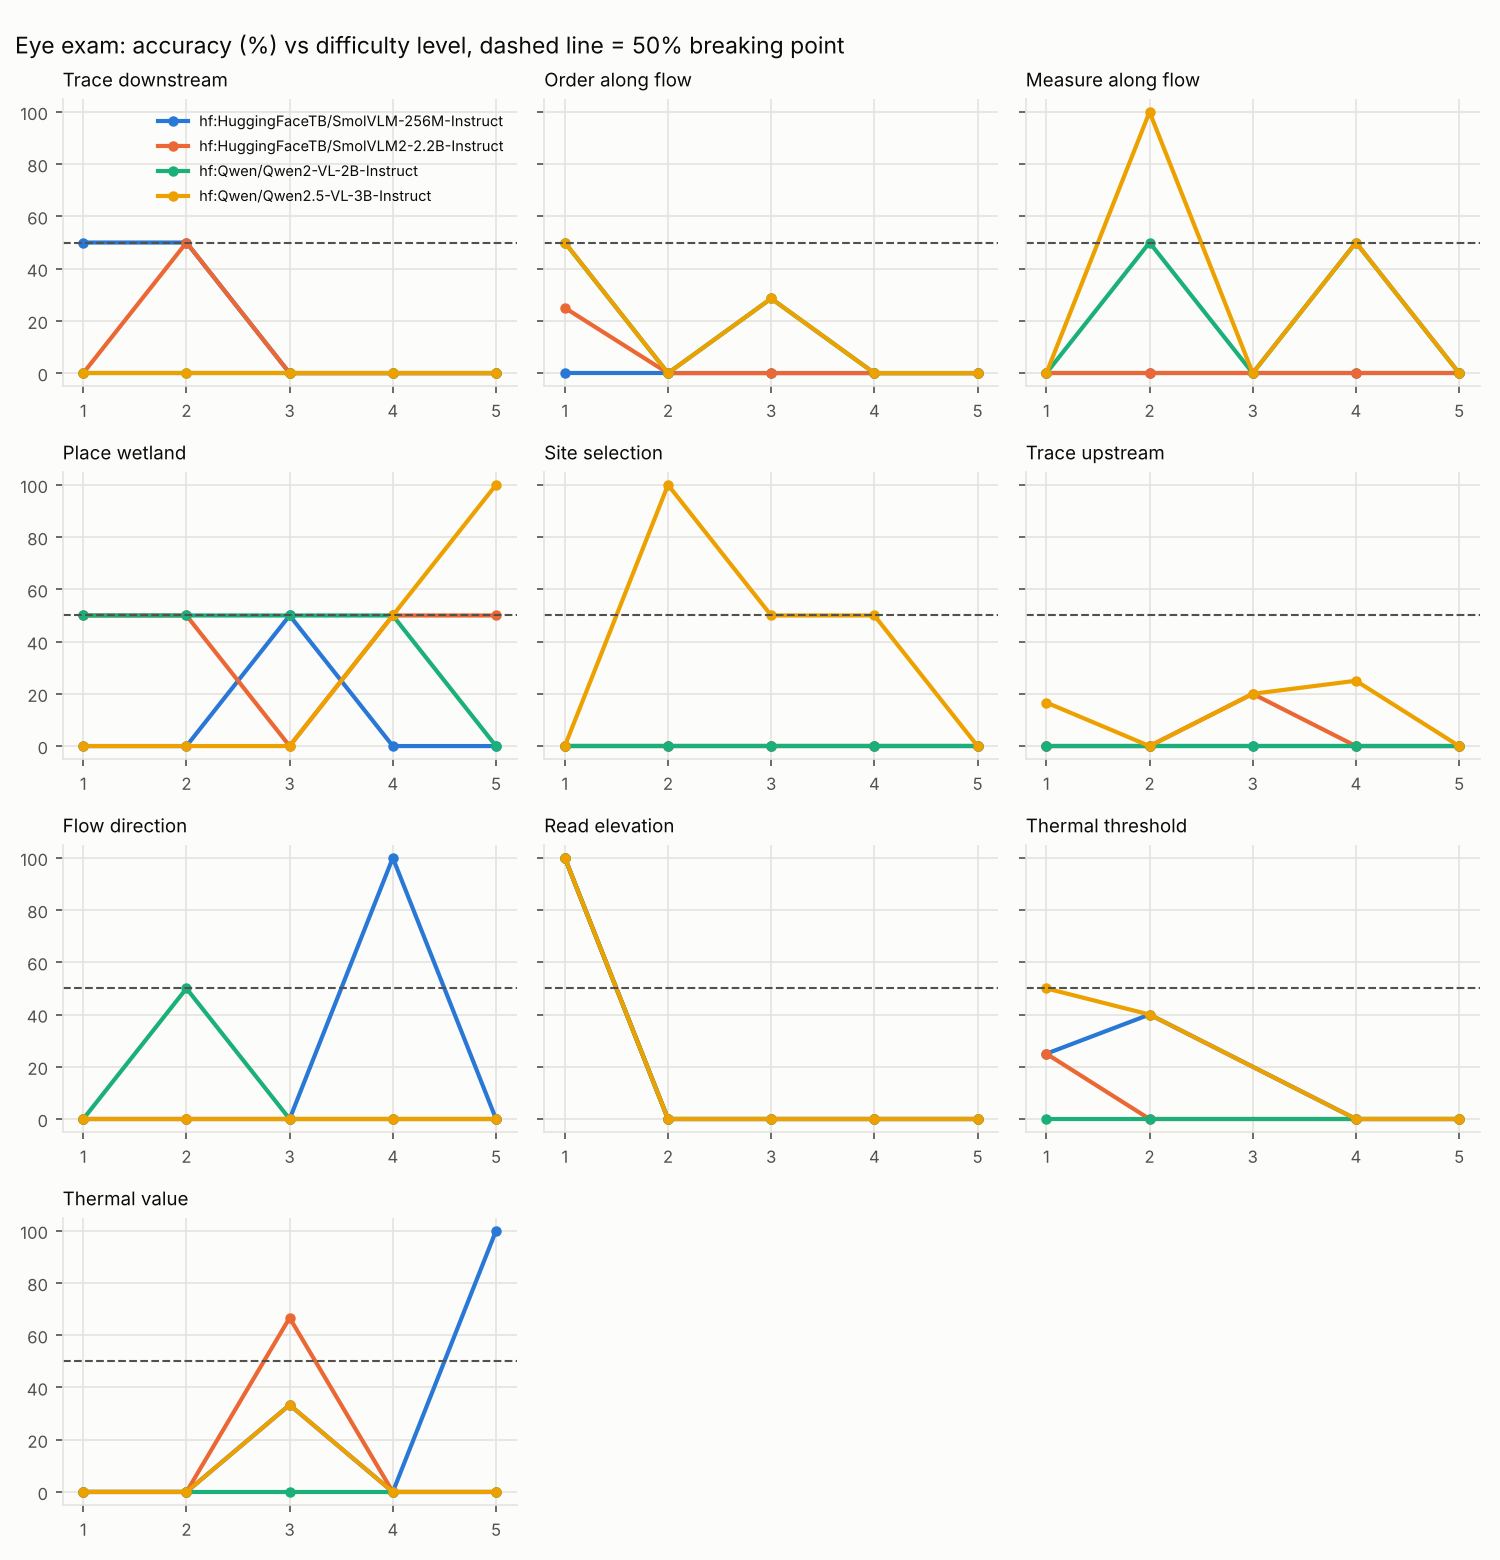 Eye exam: accuracy (%) vs difficulty level, dashed line = 50% breaking point
Trace downstream
Order along flow
Measure along flow
hf:HuggingFaceTB/SmolVLM-256M-Instruct
hf:HuggingFaceTB/SmolVLM2-2.2B-Instruct
hf:Qwen/Qwen2-VL-2B-Instruct
hf:Qwen/Qwen2.5-VL-3B-Instruct
100
80
60
40
20
0
1 2 3 4 5
1 2 3 4 5
1 2 3 4 5
Place wetland
Site selection
Trace upstream
100
80
60
40
20
0
1 2 3 4 5
1 2 3 4 5
1 2 3 4 5
Flow direction
Read elevation
Thermal threshold
100
80
60
40
20
0
1 2 3 4 5
1 2 3 4 5
1 2 3 4 5
Thermal value
100
80
60
40
20
0
1 2 3 4 5